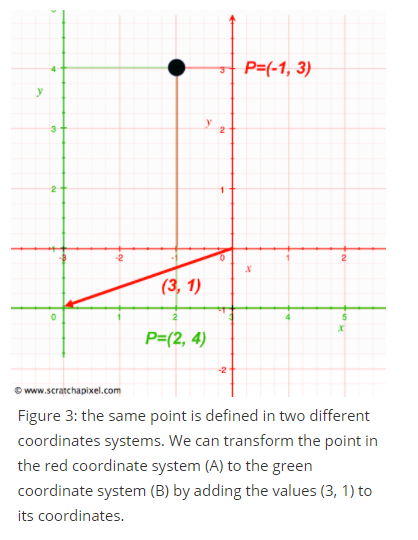 4
3
P=(-1, 3)
y
y
3
2
2
1
1
-3
-2
-1
0
1
2
x
(3, 1)
-1
0
1
2
3
4
5
x
P=(2, 4)
-2
© www.scratchapixel.com
Figure 3: the same point is defined in two different
coordinates systems. We can transform the point in
the red coordinate system (A) to the green
coordinate system (B) by adding the values (3, 1) to
its coordinates.